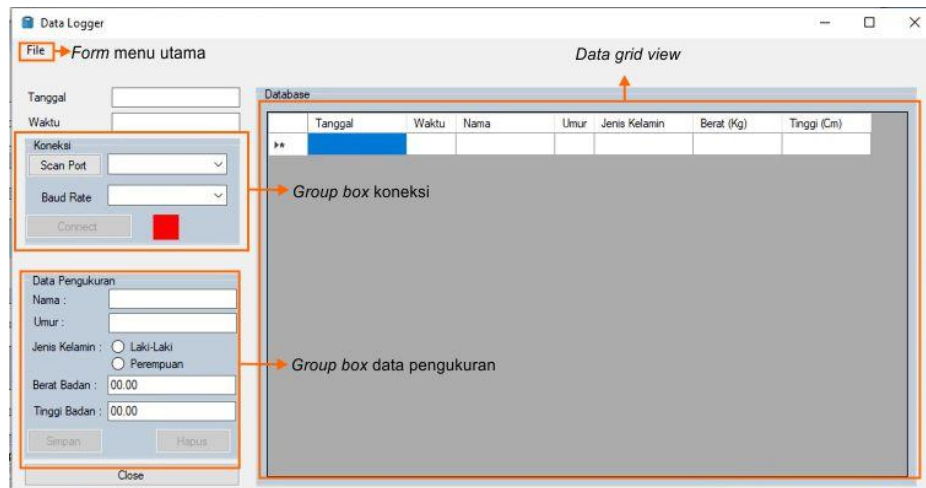 Data Logger
File
Form menu utama
Data grid view
Tanggal
Waktu
Koneksi
Scan Port
Baud Rate
Connect
Group box koneksi
Data Pengukuran
Nama :
Umur :
Jenis Kelamin :
Laki-Laki
Perempuan
Berat Badan :
00.00
Tinggi Badan :
00.00
Simpan
Hapus
Group box data pengukuran
Close
Database
Tanggal Waktu Nama Umur Jenis Kelamin Berat (Kg) Tinggi (Cm)